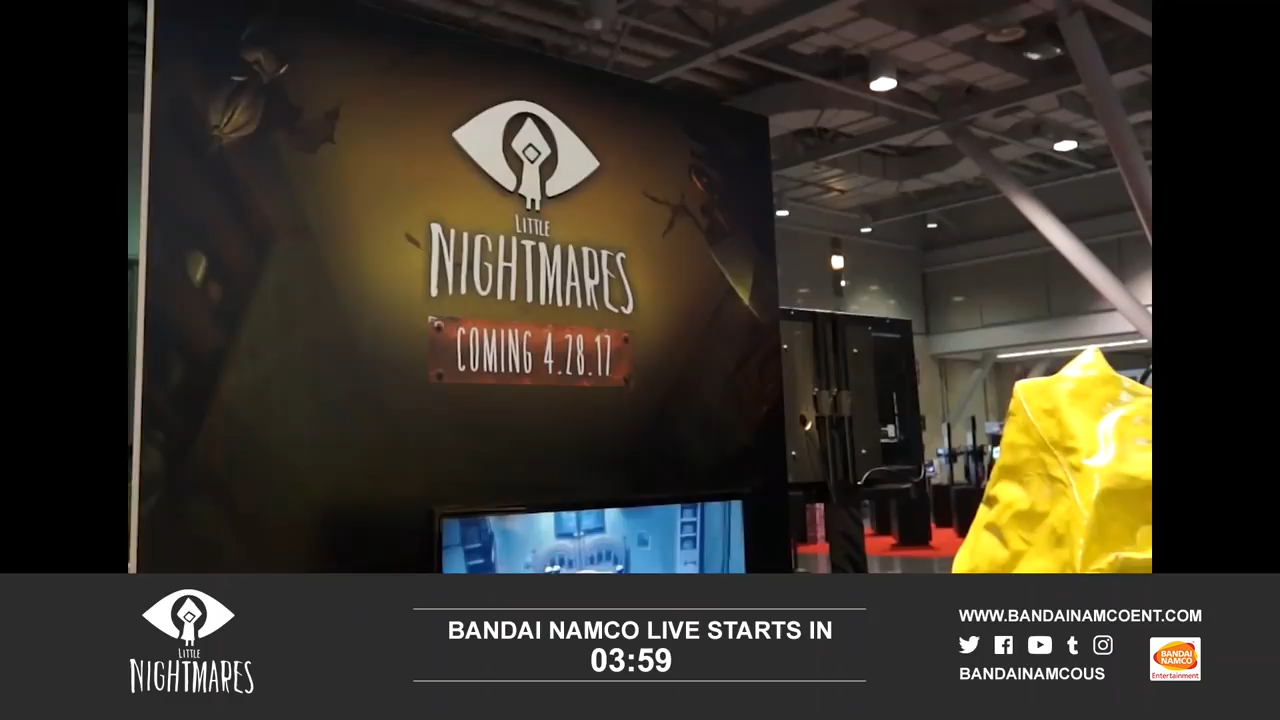 LITTLE
NIGHTMARES
COMING 4.28.17
LITTLE
NIGHTMARES
BANDAI NAMCO LIVE STARTS IN
03:59
WWW.BANDAINAMCOENT.COM
BANDAINAMCOUS
BANDAI
NAMCO
Entertainment